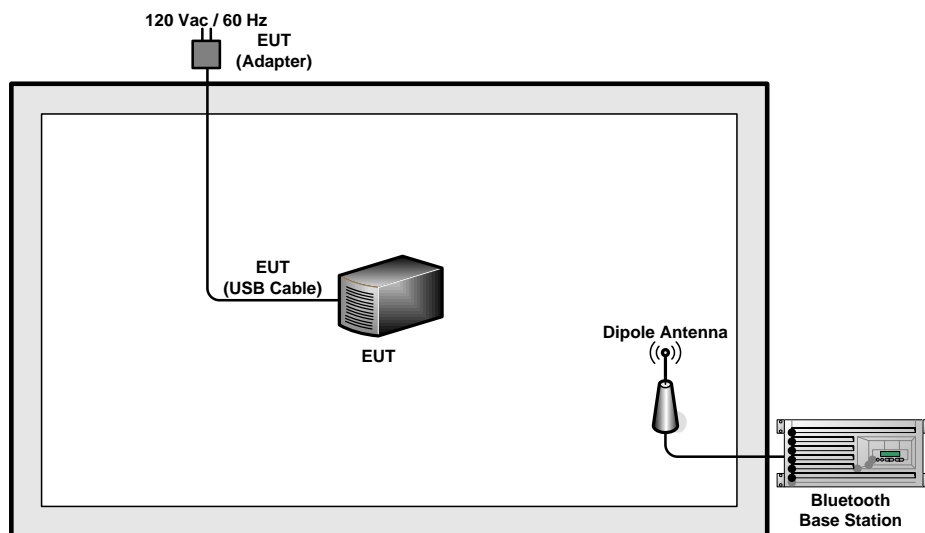 120 Vac / 60 Hz
EUT
(Adapter)
EUT
(USB Cable)
EUT
Dipole Antenna
Bluetooth
Base Station